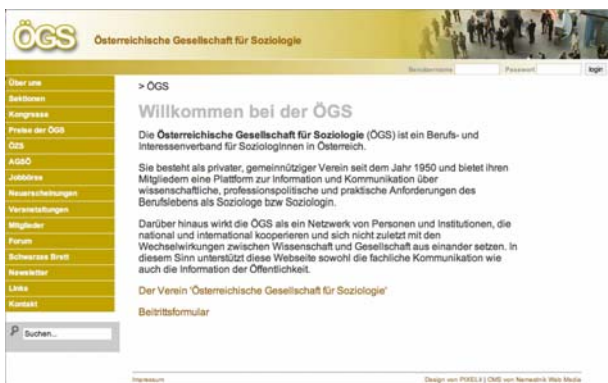 ÖGS
Österreichische Gesellschaft für Soziologie
Benutzername Passwort login
Über uns
Sektionen
Kongresse
Preise der ÖGS
ÖZS
AGSÖ
Jobbörse
Neuerscheinungen
Veranstaltungen
Mitglieder
Forum
Schwarzes Brett
Newsletter
Links
Kontakt
Suchen...
> ÖGS
Willkommen bei der ÖGS
Die Österreichische Gesellschaft für Soziologie (ÖGS) ist ein Berufs- und
Interessenverband für SoziologInnen in Österreich.
Sie besteht als privater, gemeinnütziger Verein seit dem Jahr 1950 und bietet ihren
Mitgliedern eine Plattform zur Information und Kommunikation über
wissenschaftliche, professionspolitische und praktische Anforderungen des
Berufslebens als Soziologe bzw Soziologin.
Darüber hinaus wirkt die ÖGS als ein Netzwerk von Personen und Institutionen, die
national und international kooperieren und sich nicht zuletzt mit den
Wechselwirkungen zwischen Wissenschaft und Gesellschaft aus einander setzen. In
diesem Sinn unterstützt diese Webseite sowohl die fachliche Kommunikation wie
auch die Information der Öffentlichkeit.
Der Verein 'Österreichische Gesellschaft für Soziologie'
Beitrittsformular
Impressum
Design von PIXELit | CMS von Nemestnik Web Media